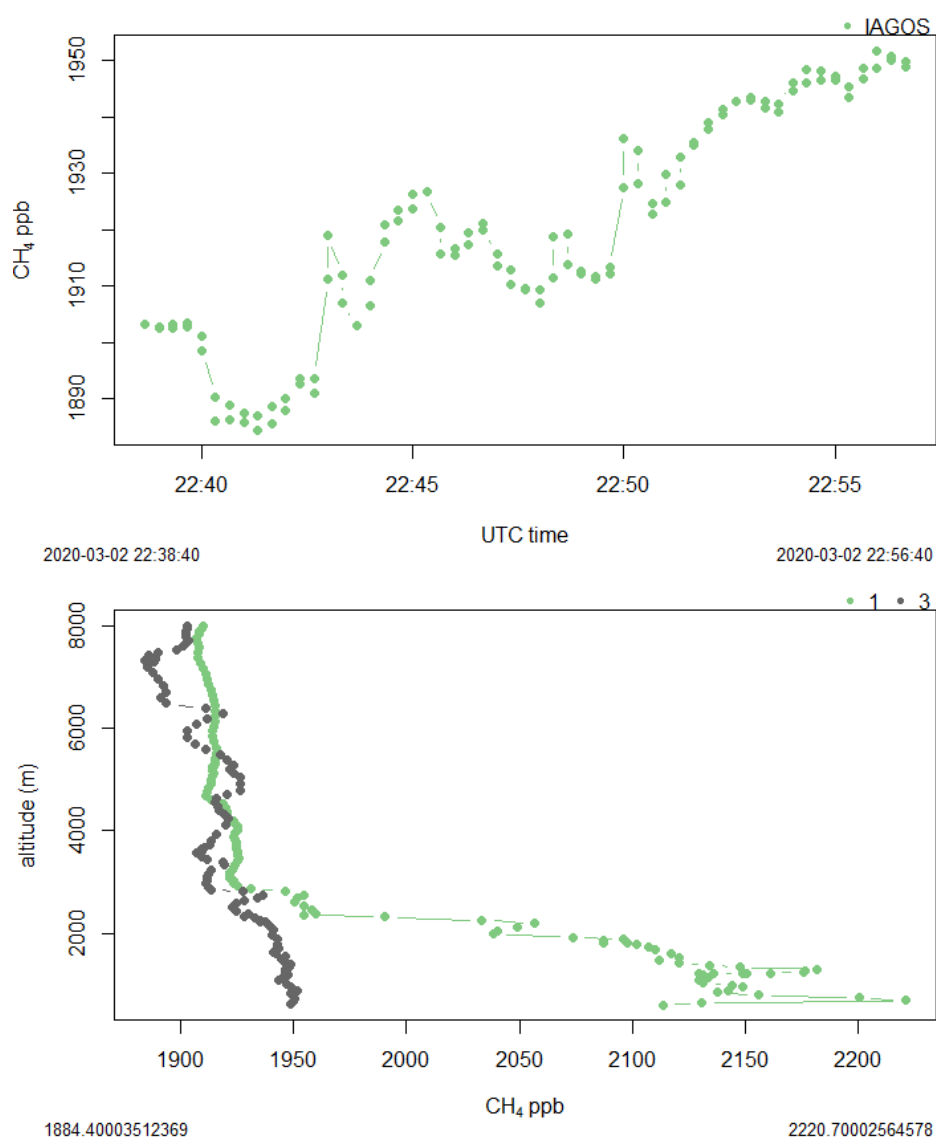 IAGOS
CH₄ ppb
1890 1910 1930 1950
22:40 22:45 22:50 22:55
UTC time
2020-03-02 22:38:40 2020-03-02 22:56:40
1 3
altitude (m)
2000 4000 6000 8000
1900 1950 2000 2050 2100 2150 2200
CH₄ ppb
1884.40003512369 2220.70002564578